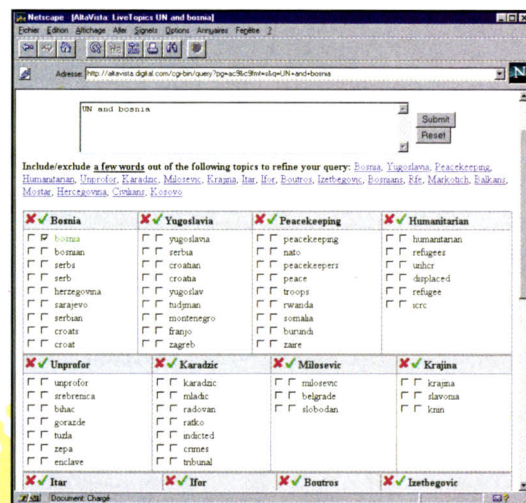 Netscape - [AltaVista: LiveTopics UN and bosnia]
Fichier Edition Affichage Aller Signets Options Annuaires Fenêtre ?
Adresse: http://altavista.digital.com/cgi-bin/query?pg=ac9&c9fmt=s&q=UN+and+bosnia
N
UN and bosnia
Submit
Reset
Include/exclude a few words out of the following topics to refine your query: Bosnia, Yugoslavia, Peacekeeping,
Humanitarian, Unprofor, Karadzic, Milosevic, Krajina, Itar, Ifor, Boutros, Izetbegovic, Bosnians, Rfe, Markotich, Balkans,
Mostar, Hercegovina, Civilians, Kosovo
Bosnia Yugoslavia Peacekeeping Humanitarian
bosnia yugoslavia peacekeeping humanitarian
bosnian serbia nato refugees
serbs croatian peacekeepers unhcr
serb croatia peace displaced
herzegovina yugoslav troops refugee
sarajevo tudjman rwanda icrc
serbian montenegro somalia
croats franjo burundi
croat zagreb zaire
Unprofor Karadzic Milosevic Krajina
unprofor karadzic milosevic krajina
srebrenica mladic belgrade slavonia
bihac radovan slobodan knin
gorazde ratko
tuzla indicted
zepa crimes
enclave tribunal
Itar Ifor Boutros Izetbegovic
Document: Chargé